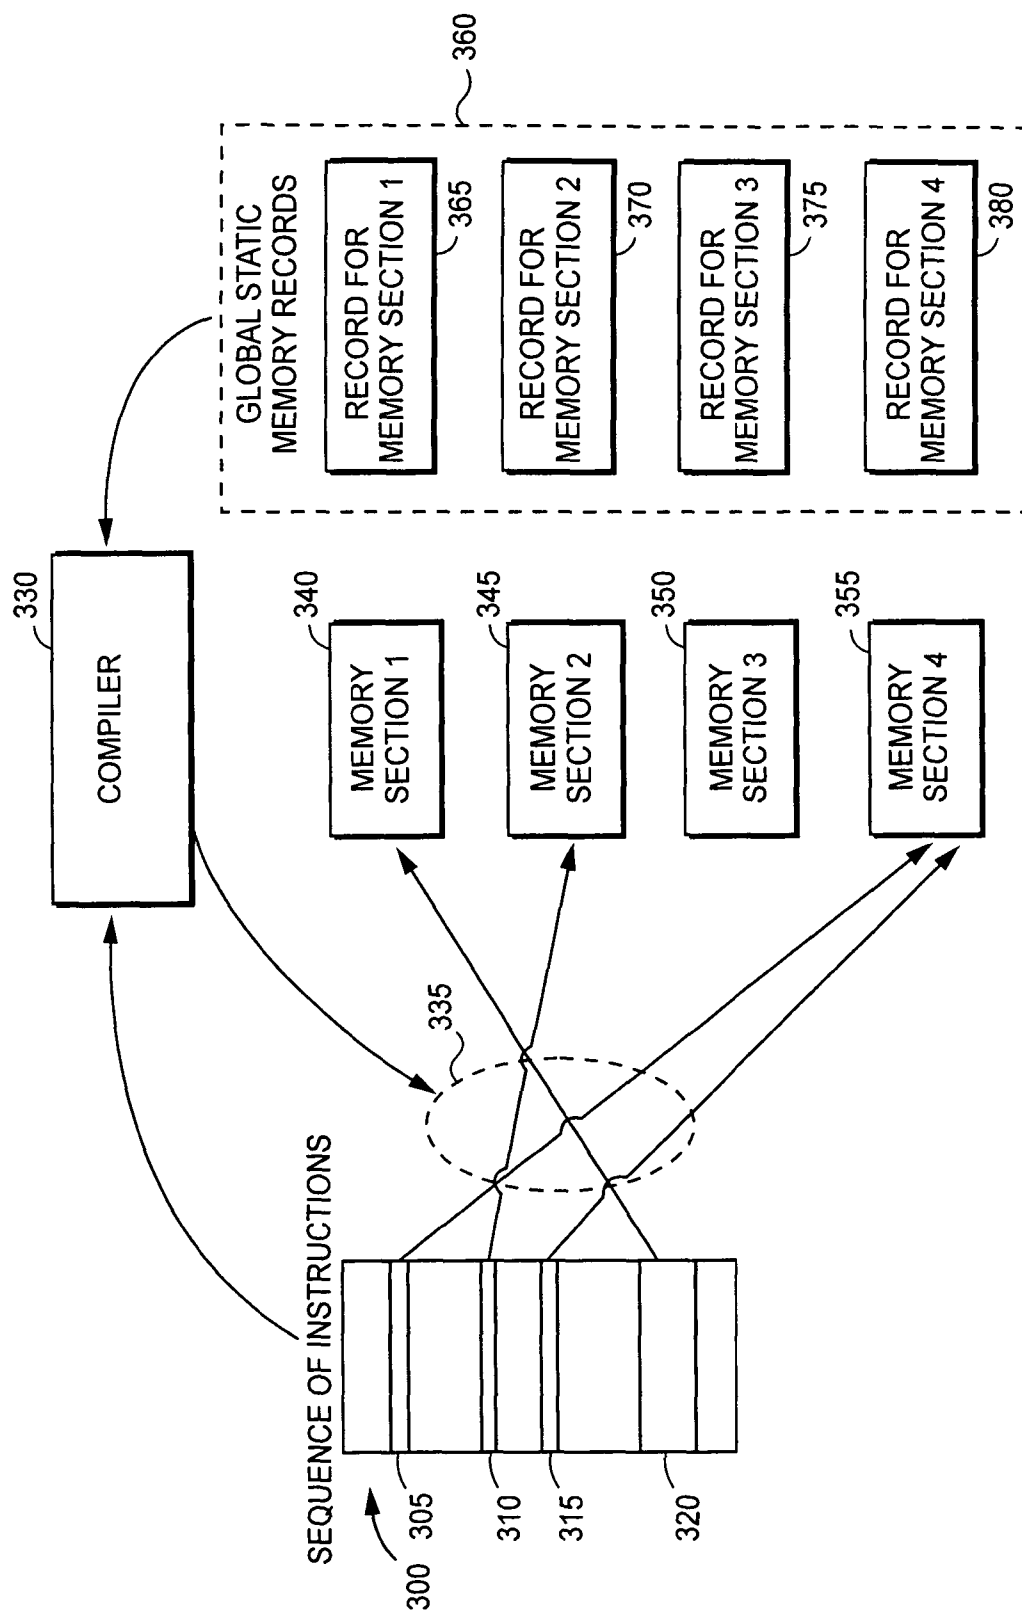 SEQUENCE OF INSTRUCTIONS
300
305
310
315
320
335
COMPILER
330
MEMORY
SECTION 1
340
MEMORY
SECTION 2
345
MEMORY
SECTION 3
350
MEMORY
SECTION 4
355
GLOBAL STATIC
MEMORY RECORDS
360
RECORD FOR
MEMORY SECTION 1
365
RECORD FOR
MEMORY SECTION 2
370
RECORD FOR
MEMORY SECTION 3
375
RECORD FOR
MEMORY SECTION 4
380